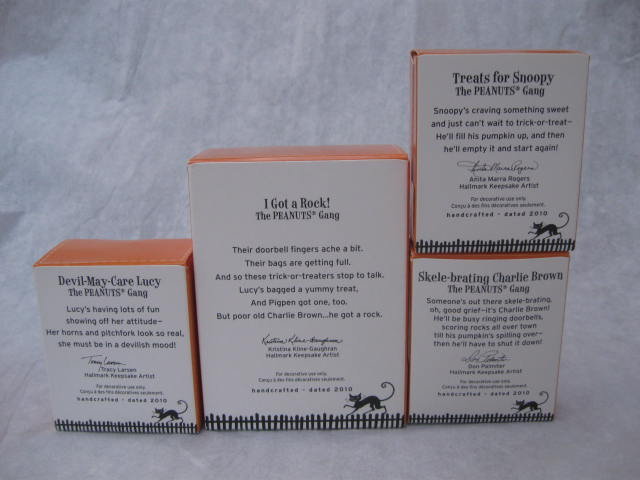 Devil-May-Care Lucy
The PEANUTS® Gang
Lucy's having lots of fun
showing off her attitude—
Her horns and pitchfork look so real,
she must be in a devilish mood!
Tracy Larsen
Tracy Larsen
Hallmark Keepsake Artist
For decorative use only.
Conçu à des fins décoratives seulement.
handcrafted · dated 2010
I Got a Rock!
The PEANUTS® Gang
Their doorbell fingers ache a bit.
Their bags are getting full.
And so these trick-or-treaters stop to talk.
Lucy's bagged a yummy treat,
And Pigpen got one, too.
But poor old Charlie Brown...he got a rock.
Kristina Kline-Gaughran
Kristina Kline-Gaughran
Hallmark Keepsake Artist
For decorative use only.
Conçu à des fins décoratives seulement.
handcrafted · dated 2010
Treats for Snoopy
The PEANUTS® Gang
Snoopy's craving something sweet
and just can't wait to trick-or-treat—
He'll fill his pumpkin up, and then
he'll empty it and start again!
Anita Marra Rogers
Anita Marra Rogers
Hallmark Keepsake Artist
For decorative use only.
Conçu à des fins décoratives seulement.
handcrafted · dated 2010
Skele-brating Charlie Brown
The PEANUTS® Gang
Someone's out there skele-brating,
oh, good grief—it's Charlie Brown!
He'll be busy ringing doorbells,
scoring rocks all over town
till his pumpkin's spilling over—
then he'll have to shut it down!
Don Palmiter
Don Palmiter
Hallmark Keepsake Artist
For decorative use only.
Conçu à des fins décoratives seulement.
handcrafted · dated 2010